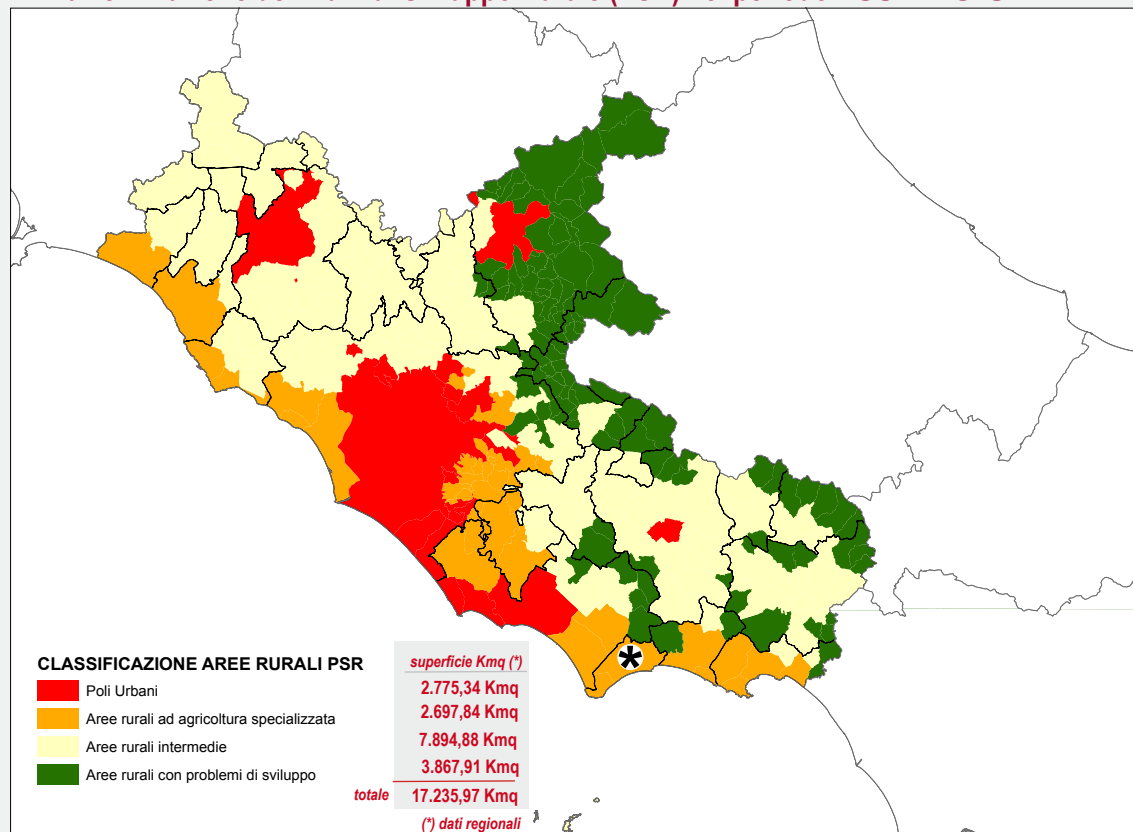 CLASSIFICAZIONE AREE RURALI PSR
superficie Kmq (*)
Poli Urbani
2.775,34 Kmq
Aree rurali ad agricoltura specializzata
2.697,84 Kmq
Aree rurali intermedie
7.894,88 Kmq
Aree rurali con problemi di sviluppo
3.867,91 Kmq
totale 17.235,97 Kmq
(*) dati regionali